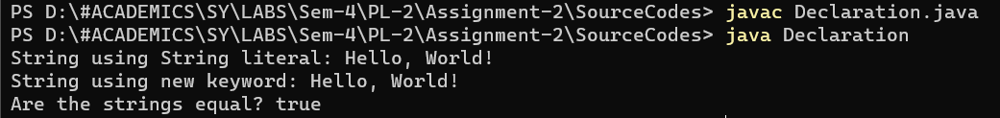 PS D:\#ACADEMICS\SY\LABS\Sem-4\PL-2\Assignment-2\SourceCodes> javac Declaration.java
PS D:\#ACADEMICS\SY\LABS\Sem-4\PL-2\Assignment-2\SourceCodes> java Declaration
String using String literal: Hello, World!
String using new keyword: Hello, World!
Are the strings equal? true